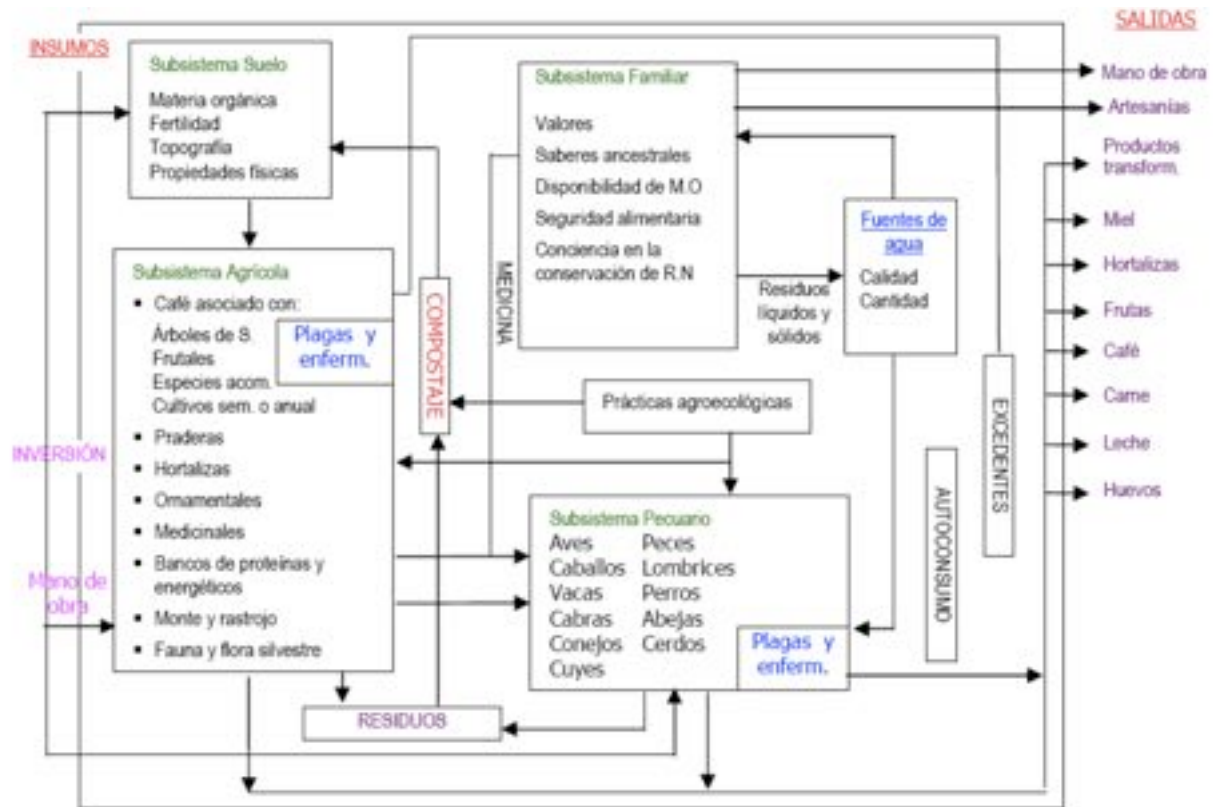 INSUMOS
Subsistema Suelo
Materia orgánica
Fertilidad
Topografía
Propiedades físicas
Subsistema Agrícola
Café asociado con:
Árboles de S.
Frutales
Especies acom.
Cultivos sem. o anual
Praderas
Hortalizas
Ornamentales
Medicinales
Bancos de proteínas y
energéticos
Monte y rastrojo
Fauna y flora silvestre
Plagas y
enferm.
INVERSIÓN
Mano de
obra
COMPOSTAJE
MEDICINA
RESIDUOS
Subsistema Familiar
Valores
Saberes ancestrales
Disponibilidad de M.O
Seguridad alimentaria
Conciencia en la
conservación de R.N
Residuos
líquidos y
sólidos
Fuentes de
agua
Calidad
Cantidad
Prácticas agroecológicas
Subsistema Pecuario
Aves Peces
Caballos Lombrices
Vacas Perros
Cabras Abejas
Conejos Cerdos
Cuyes
Plagas y
enferm.
AUTOCONSUMO
EXCEDENTES
SALIDAS
Mano de obra
Artesanías
Productos
transform.
Miel
Hortalizas
Frutas
Café
Carne
Leche
Huevos